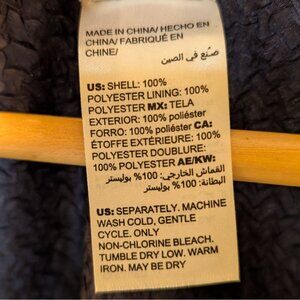 MADE IN CHINA/ HECHO EN
CHINA/ FABRIQUÉ EN
CHINE/
صنع في الصين
US: SHELL: 100%
POLYESTER LINING: 100%
POLYESTER MX: TELA
EXTERIOR: 100% poliéster
FORRO: 100% poliéster CA:
ÉTOFFE EXTÉRIEURE: 100%
POLYESTER DOUBLURE:
100% POLYESTER AE/KW:
القماش الخارجي: 100% بوليستر
البطانة: 100% بوليستر
US: SEPARATELY. MACHINE
WASH COLD, GENTLE
CYCLE. ONLY
NON-CHLORINE BLEACH.
TUMBLE DRY LOW. WARM
IRON. MAY BE DRY